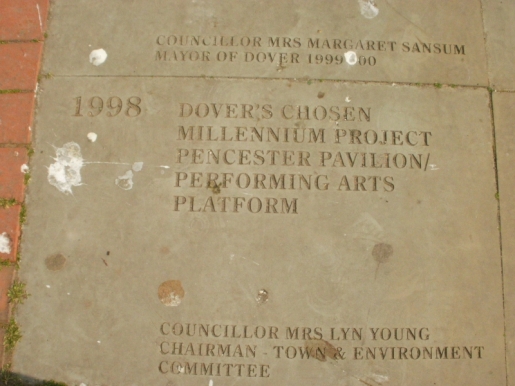 COUNCILLOR MRS MARGARET SANSUM
MAYOR OF DOVER 1999-00
1998 DOVER'S CHOSEN
MILLENNIUM PROJECT
PENCESTER PAVILION/
PERFORMING ARTS
PLATFORM
COUNCILLOR MRS LYN YOUNG
CHAIRMAN - TOWN & ENVIRONMENT
COMMITTEE